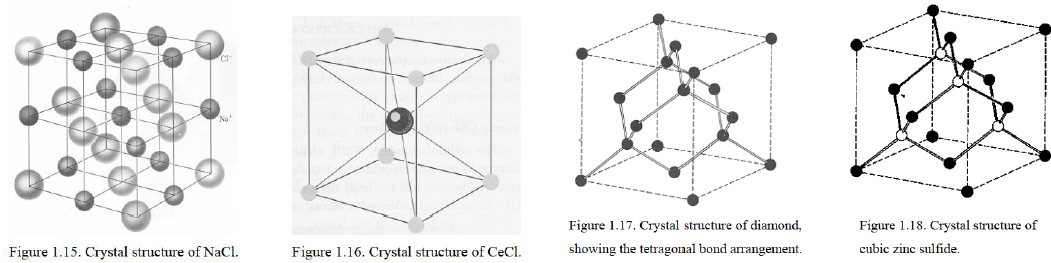 Cl⁻
Na⁺
Figure 1.15. Crystal structure of NaCl.
Figure 1.16. Crystal structure of CeCl.
Figure 1.17. Crystal structure of diamond,
showing the tetragonal bond arrangement.
Figure 1.18. Crystal structure of
cubic zinc sulfide.